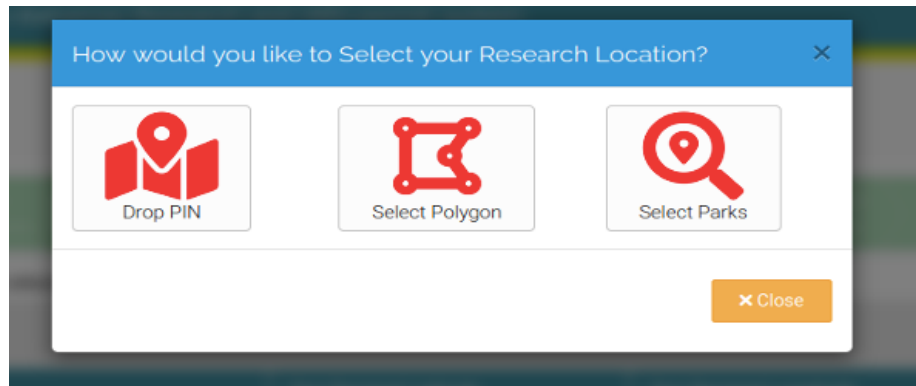 How would you like to Select your Research Location? ×
Drop PIN
Select Polygon
Select Parks
× Close